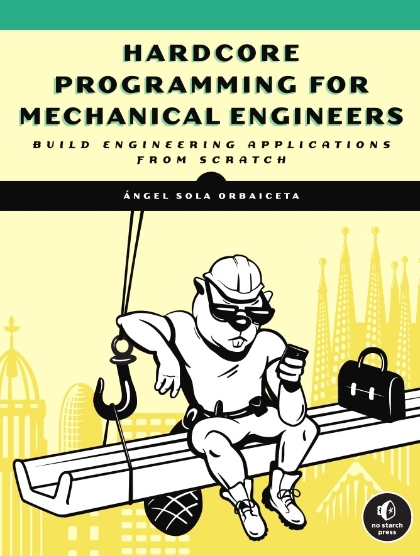 HARDCORE
PROGRAMMING FOR
MECHANICAL ENGINEERS
BUILD ENGINEERING APPLICATIONS
FROM SCRATCH
ÁNGEL SOLA ORBAICETA
no starch
press